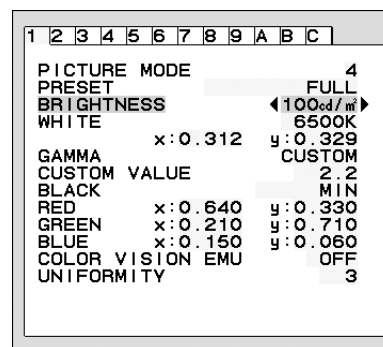 1 2 3 4 5 6 7 8 9 A B C
PICTURE MODE 4
PRESET FULL
BRIGHTNESS ◀100cd/㎡▶
WHITE 6500K
x:0.312 y:0.329
GAMMA CUSTOM
CUSTOM VALUE 2.2
BLACK MIN
RED x:0.640 y:0.330
GREEN x:0.210 y:0.710
BLUE x:0.150 y:0.060
COLOR VISION EMU OFF
UNIFORMITY 3